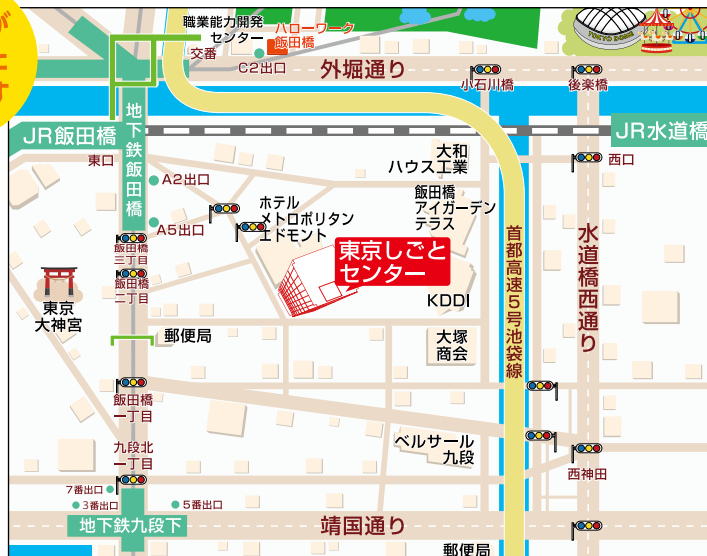 が
職業能力開発
センター
ハローワーク
飯田橋
交番
C2出口
外堀通り
TOKYO DOME
小石川橋
後楽橋
JR飯田橋
地下鉄飯田橋
JR水道橋
東口
A2出口
大和
ハウス工業
西口
飯田橋
アイガーデン
テラス
ホテル
メトロポリタン
エドモント
A5出口
東京しごと
センター
飯田橋
三丁目
飯田橋
二丁目
東京
大神宮
KDDI
首都高速5号池袋線
水道橋西通り
郵便局
大塚
商会
飯田橋
一丁目
九段北
一丁目
ベルサール
九段
西神田
7番出口
3番出口
5番出口
地下鉄九段下
靖国通り
郵便局